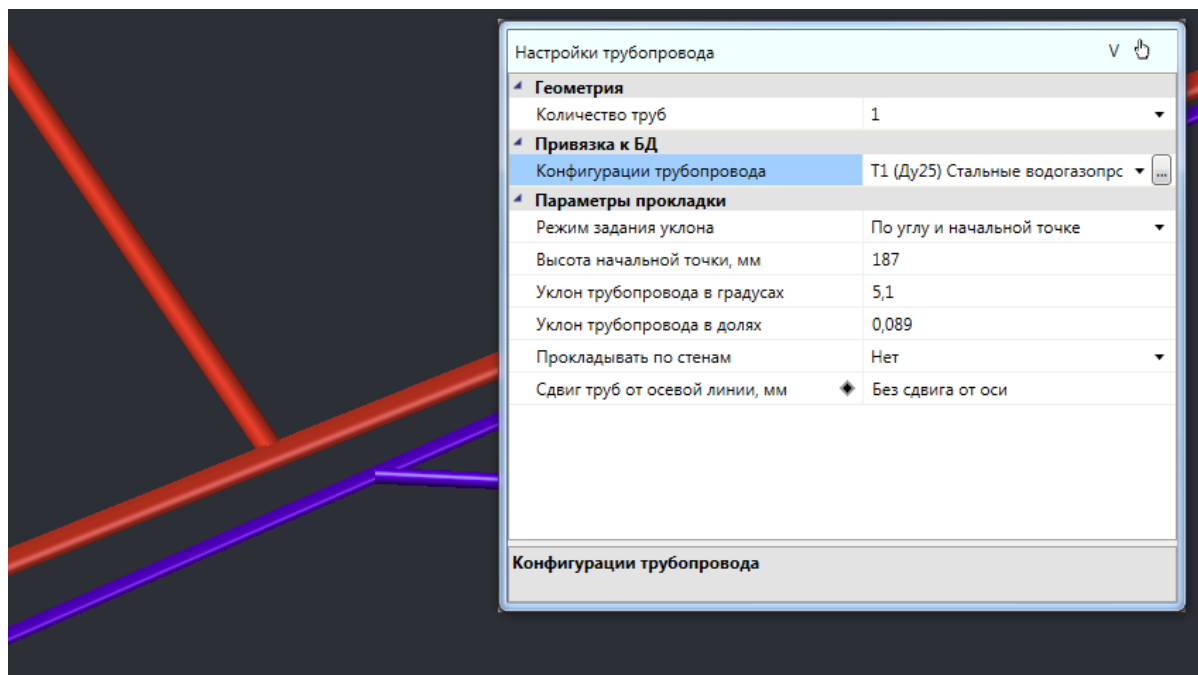 Настройки трубопровода V
Геометрия
Количество труб 1
Привязка к БД
Конфигурации трубопровода Т1 (Ду25) Стальные водогазопрс ...
Параметры прокладки
Режим задания уклона По углу и начальной точке
Высота начальной точки, мм 187
Уклон трубопровода в градусах 5,1
Уклон трубопровода в долях 0,089
Прокладывать по стенам Нет
Сдвиг труб от осевой линии, мм Без сдвига от оси
Конфигурации трубопровода